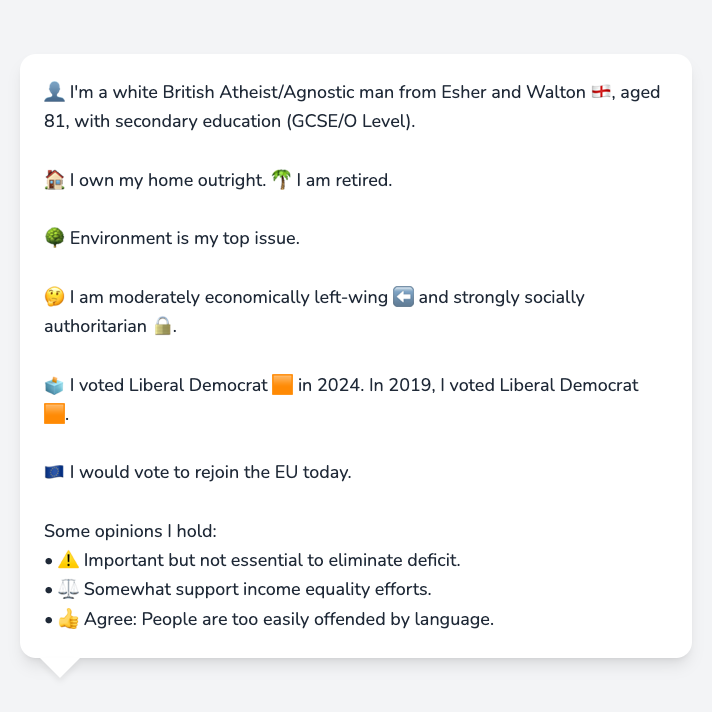 👤 I'm a white British Atheist/Agnostic man from Esher and Walton 🏴󠁧󠁢󠁥󠁮󠁧󠁿, aged
81, with secondary education (GCSE/O Level).
🏠 I own my home outright. 🌴 I am retired.
🌳 Environment is my top issue.
🤔 I am moderately economically left-wing ⬅️ and strongly socially
authoritarian 🔒.
🗳️ I voted Liberal Democrat 🟧 in 2024. In 2019, I voted Liberal Democrat
🟧.
🇪🇺 I would vote to rejoin the EU today.
Some opinions I hold:
• ⚠️ Important but not essential to eliminate deficit.
• ⚖️ Somewhat support income equality efforts.
• 👍 Agree: People are too easily offended by language.